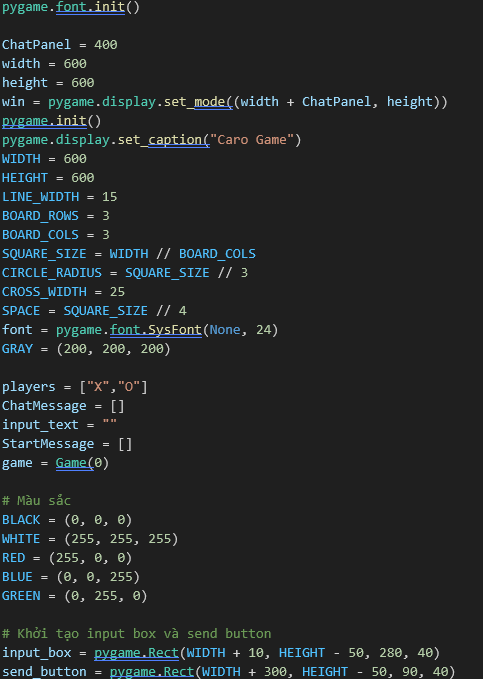 pygame.font.init()
ChatPanel = 400
width = 600
height = 600
win = pygame.display.set_mode((width + ChatPanel, height))
pygame.init()
pygame.display.set_caption("Caro Game")
WIDTH = 600
HEIGHT = 600
LINE_WIDTH = 15
BOARD_ROWS = 3
BOARD_COLS = 3
SQUARE_SIZE = WIDTH // BOARD_COLS
CIRCLE_RADIUS = SQUARE_SIZE // 3
CROSS_WIDTH = 25
SPACE = SQUARE_SIZE // 4
font = pygame.font.SysFont(None, 24)
GRAY = (200, 200, 200)
players = ["X","O"]
ChatMessage = []
input_text = ""
StartMessage = []
game = Game(0)
# Màu sắc
BLACK = (0, 0, 0)
WHITE = (255, 255, 255)
RED = (255, 0, 0)
BLUE = (0, 0, 255)
GREEN = (0, 255, 0)
# Khởi tạo input box và send button
input_box = pygame.Rect(WIDTH + 10, HEIGHT - 50, 280, 40)
send_button = pygame.Rect(WIDTH + 300, HEIGHT - 50, 90, 40)